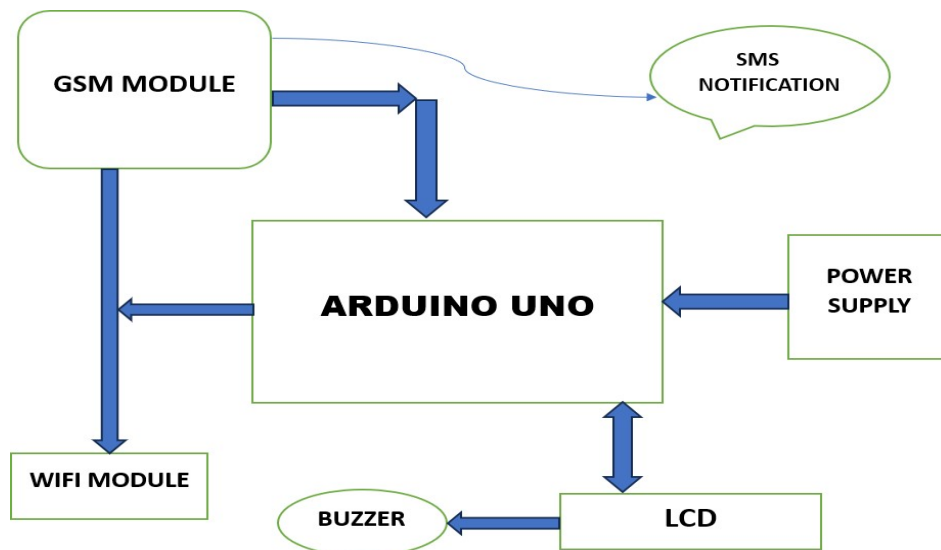 GSM MODULE
SMS
NOTIFICATION
ARDUINO UNO
POWER
SUPPLY
WIFI MODULE
BUZZER
LCD